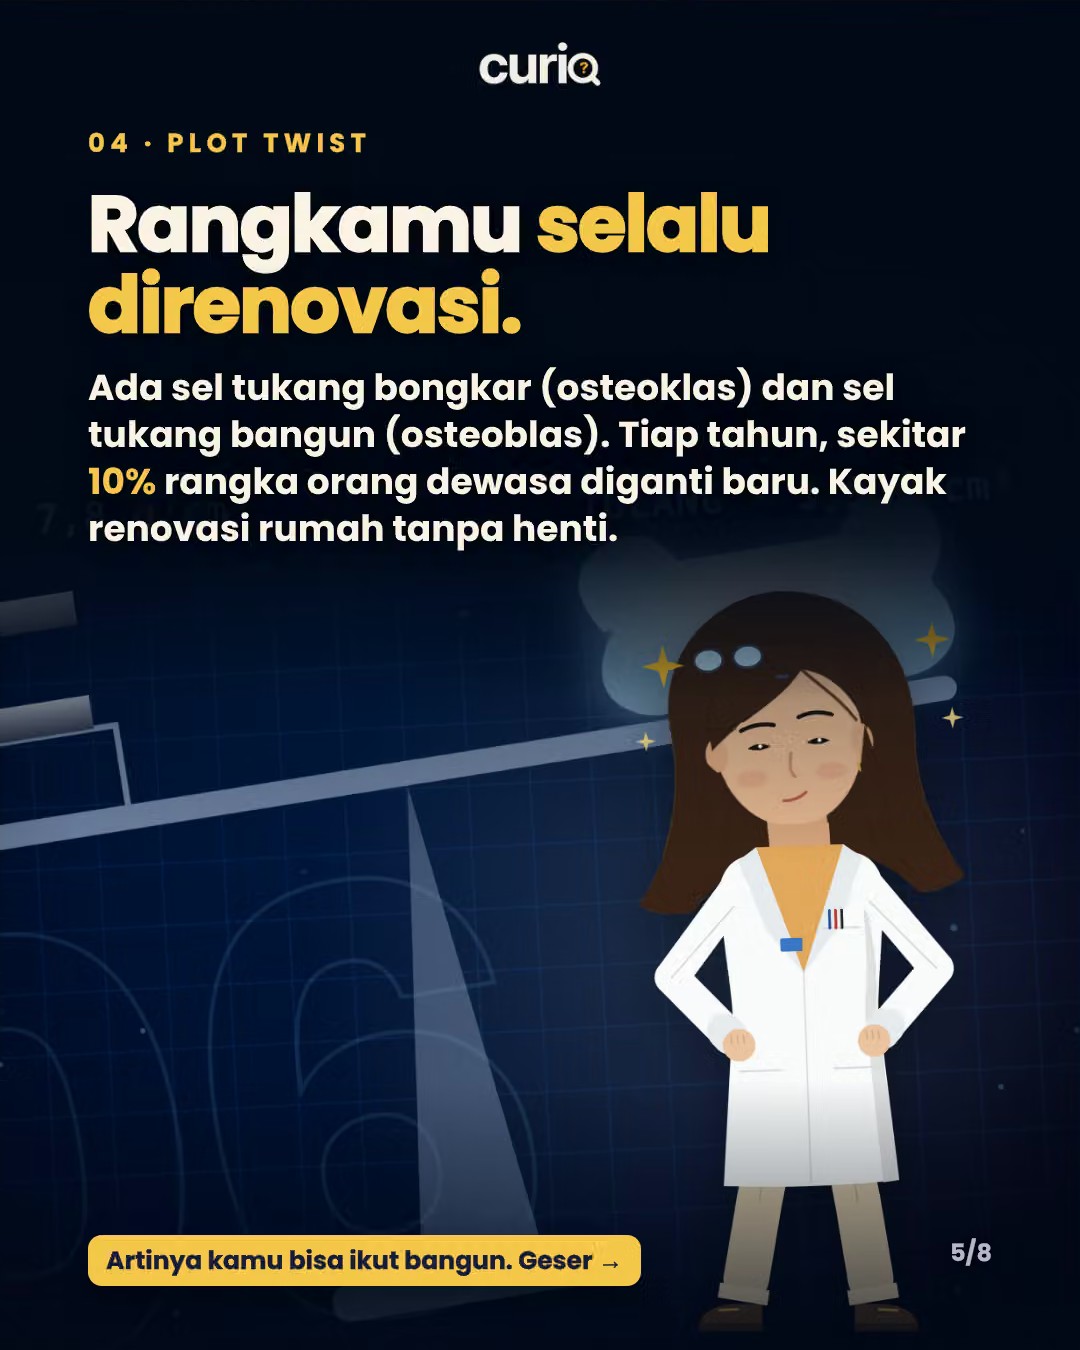 curiQ
04 · PLOT TWIST
Rangkamu selalu
direnovasi.
Ada sel tukang bongkar (osteoklas) dan sel
tukang bangun (osteoblas). Tiap tahun, sekitar
10% rangka orang dewasa diganti baru. Kayak
renovasi rumah tanpa henti.
Artinya kamu bisa ikut bangun. Geser →
5/8